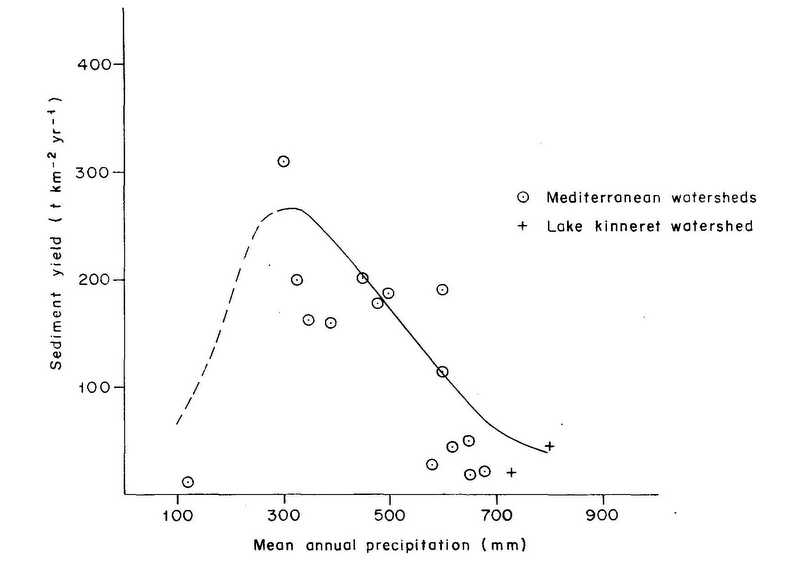 400
300
200
100
Sediment yield (t km-2 yr-1)
Mediterranean watersheds
Lake kinneret watershed
100 300 500 700 900
Mean annual precipitation (mm)